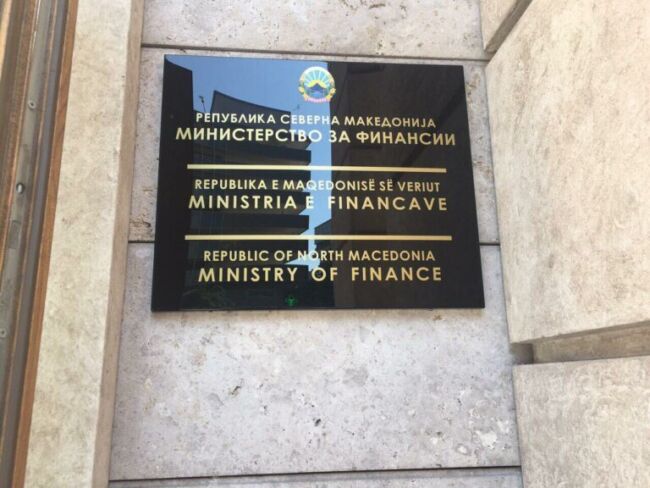 РЕПУБЛИКА СЕВЕРНА МАКЕДОНИЈА
МИНИСТЕРСТВО ЗА ФИНАНСИИ
REPUBLIKA E MAQEDONISË SË VERIUT
MINISTRIA E FINANCAVE
REPUBLIC OF NORTH MACEDONIA
MINISTRY OF FINANCE